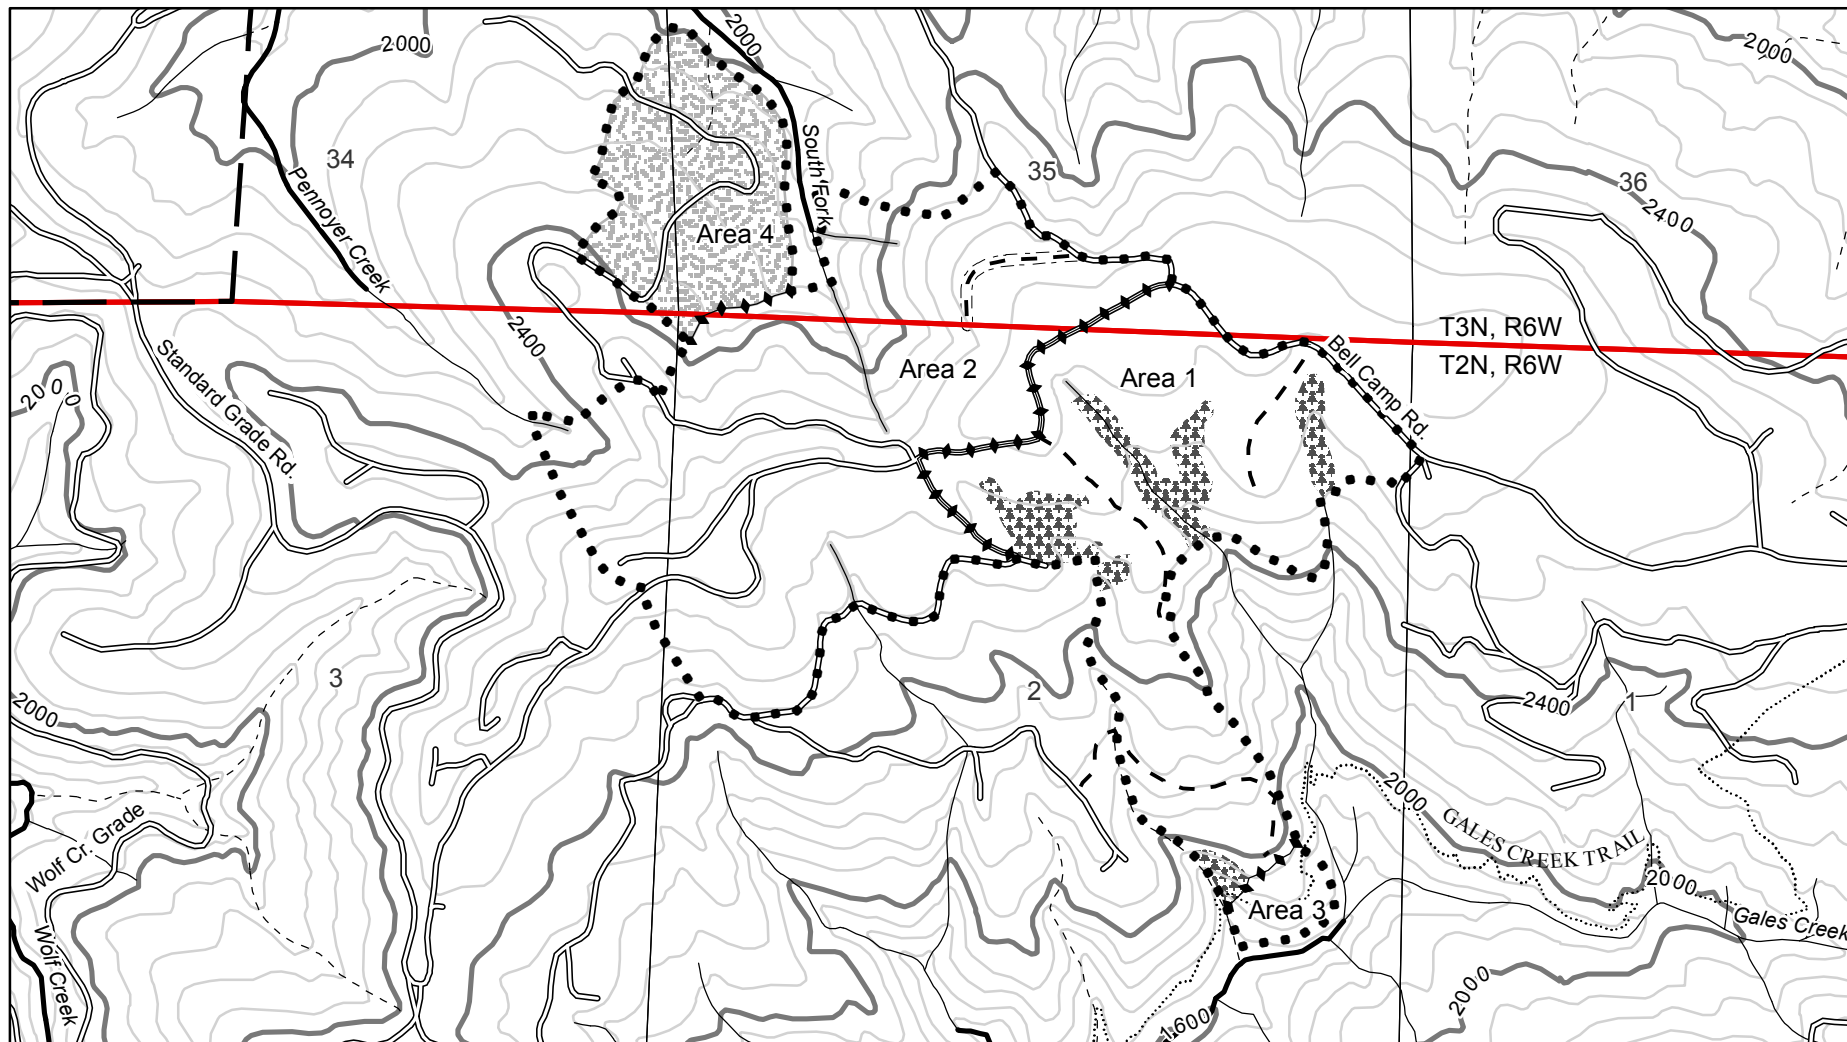 2000
2000
2000
34
Pennoyer Creek
South Fork
35
36
2400
Area 4
2400
T3N, R6W
T2N, R6W
Bell Camp Rd.
Area 2
Area 1
2000
Standard Grade Rd.
3
2
1
2400
2000
2000
GALES CREEK TRAIL
Wolf Cr. Grade
2000
Area 3
Gales Creek
Wolf Creek
2000
1600